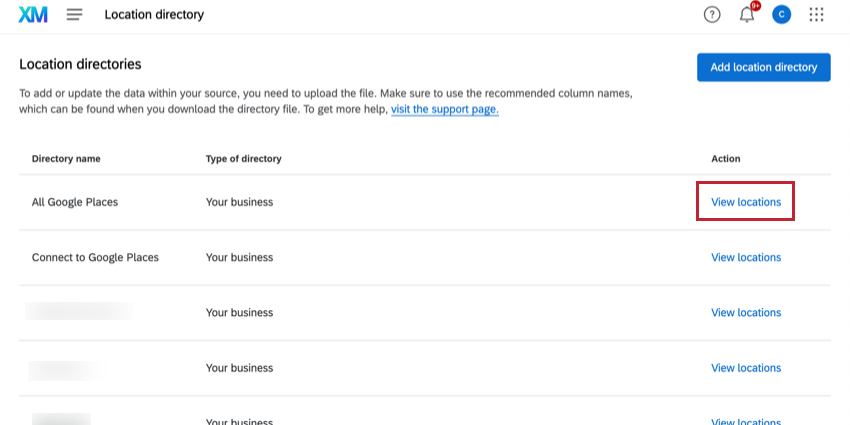 XM Location directory ? 9+ C
Location directories
Add location directory
To add or update the data within your source, you need to upload the file. Make sure to use the recommended column names,
which can be found when you download the directory file. To get more help, visit the support page.
Directory name Type of directory Action
All Google Places Your business View locations
Connect to Google Places Your business View locations
Your business View locations
Your business View locations
Your business View locations